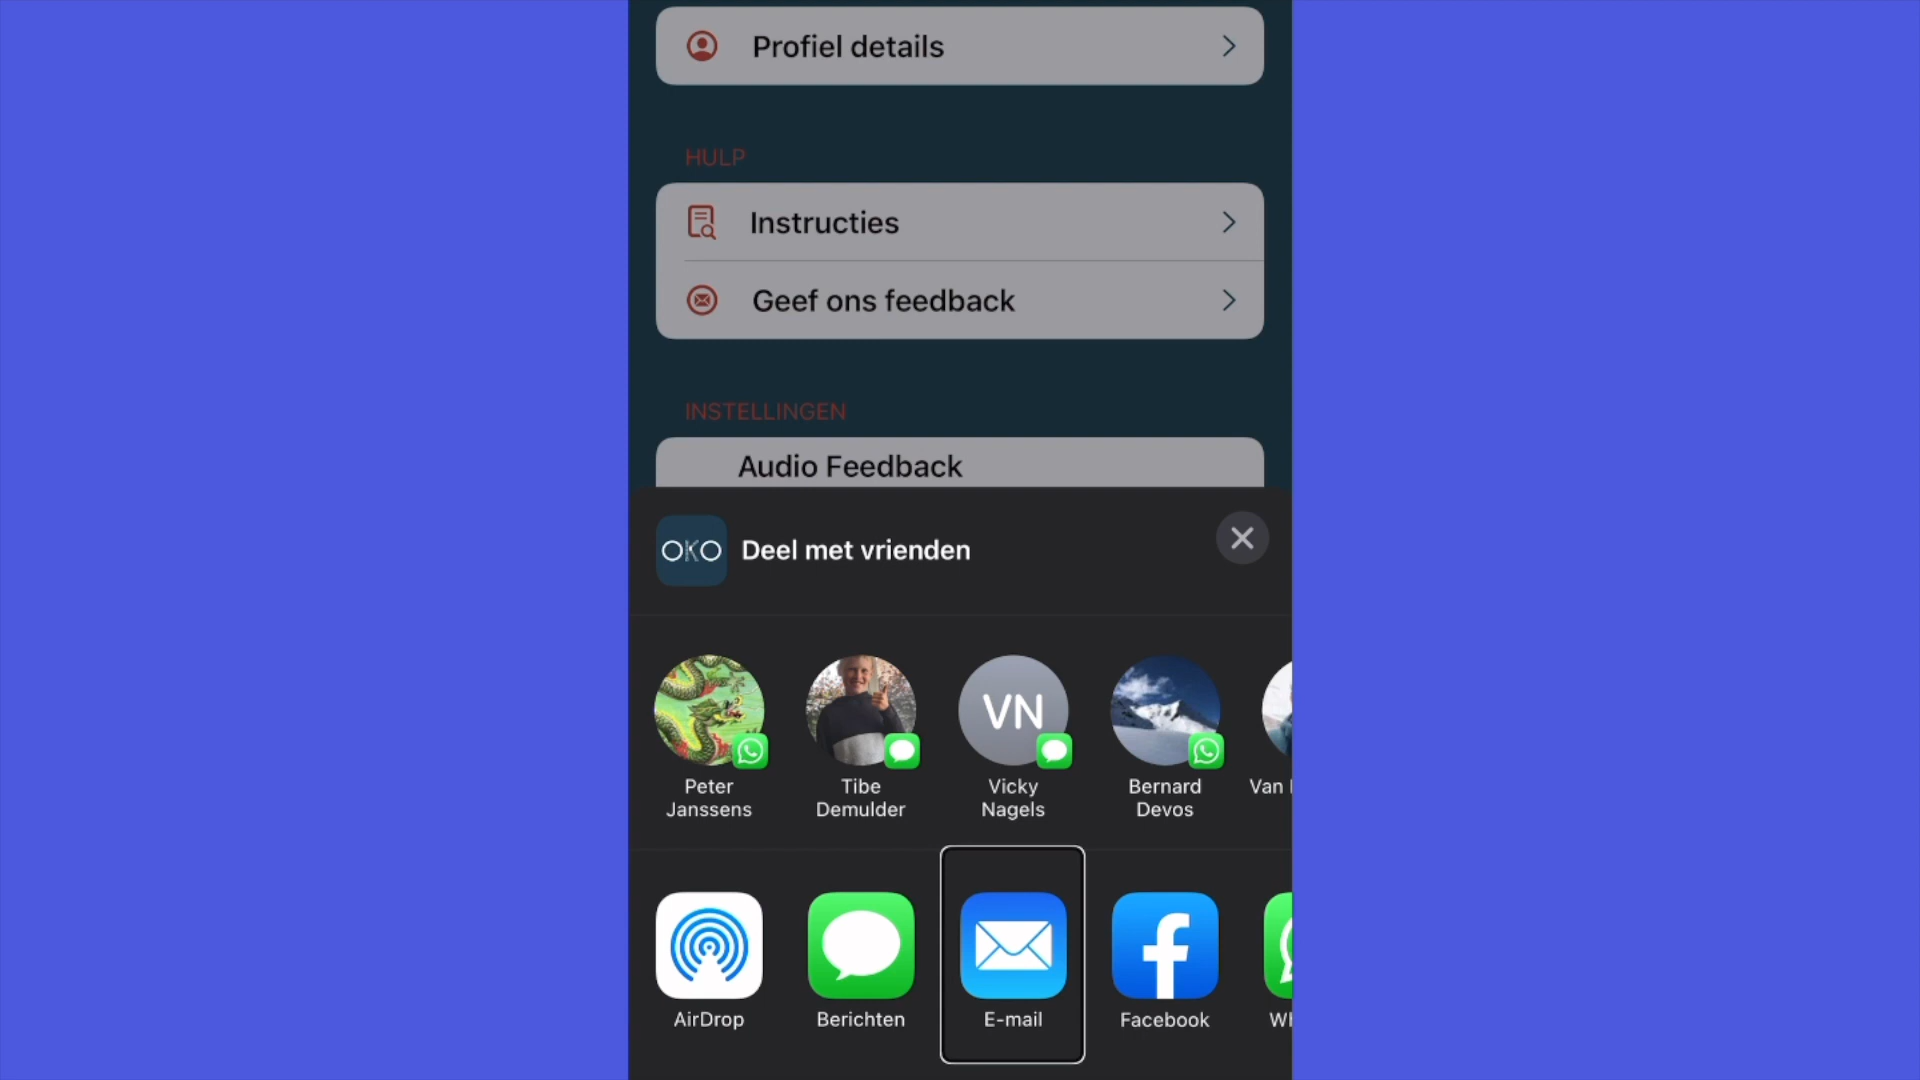 Profiel details
HULP
Instructies
Geef ons feedback
INSTELLINGEN
Audio Feedback
OKO
Deel met vrienden
VN
Peter
Janssens
Tibe
Demulder
Vicky
Nagels
Bernard
Devos
Van
AirDrop
Berichten
E-mail
Facebook